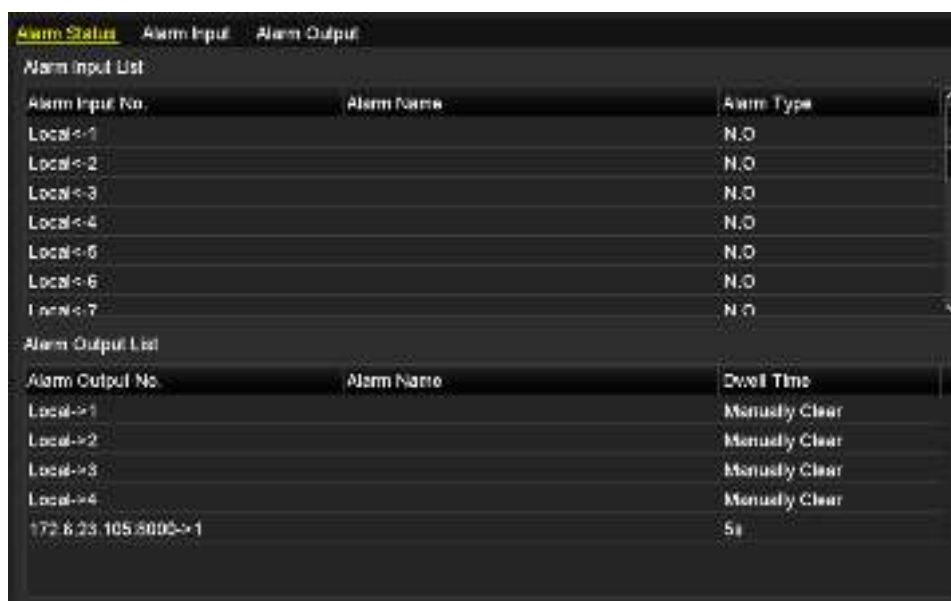 Alarm Status Alarm Input Alarm Output
Alarm Input List
Alarm Input No. Alarm Name Alarm Type
Local<-1 N.O
Local<-2 N.O
Local<-3 N.O
Local<-4 N.O
Local<-5 N.O
Local<-6 N.O
Local<-7 N.O
Alarm Output List
Alarm Output No. Alarm Name Dwell Time
Local->1 Manually Clear
Local->2 Manually Clear
Local->3 Manually Clear
Local->4 Manually Clear
172.6.23.105:8000->1 5s